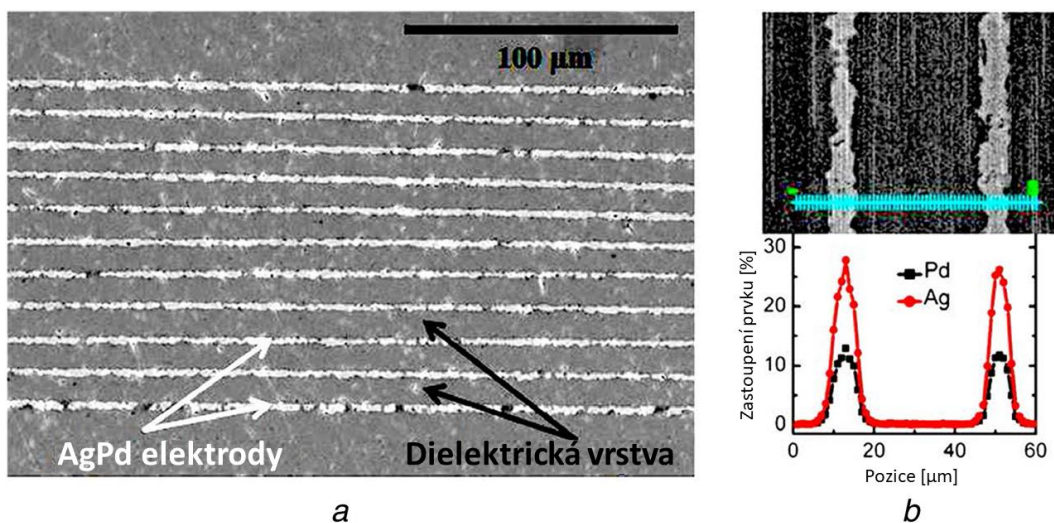 100 µm
AgPd elektrody
Dielektrická vrstva
a
30
20
10
0
Zastoupení prvku [%]
Pd
Ag
0 20 40 60
Pozice [µm]
b